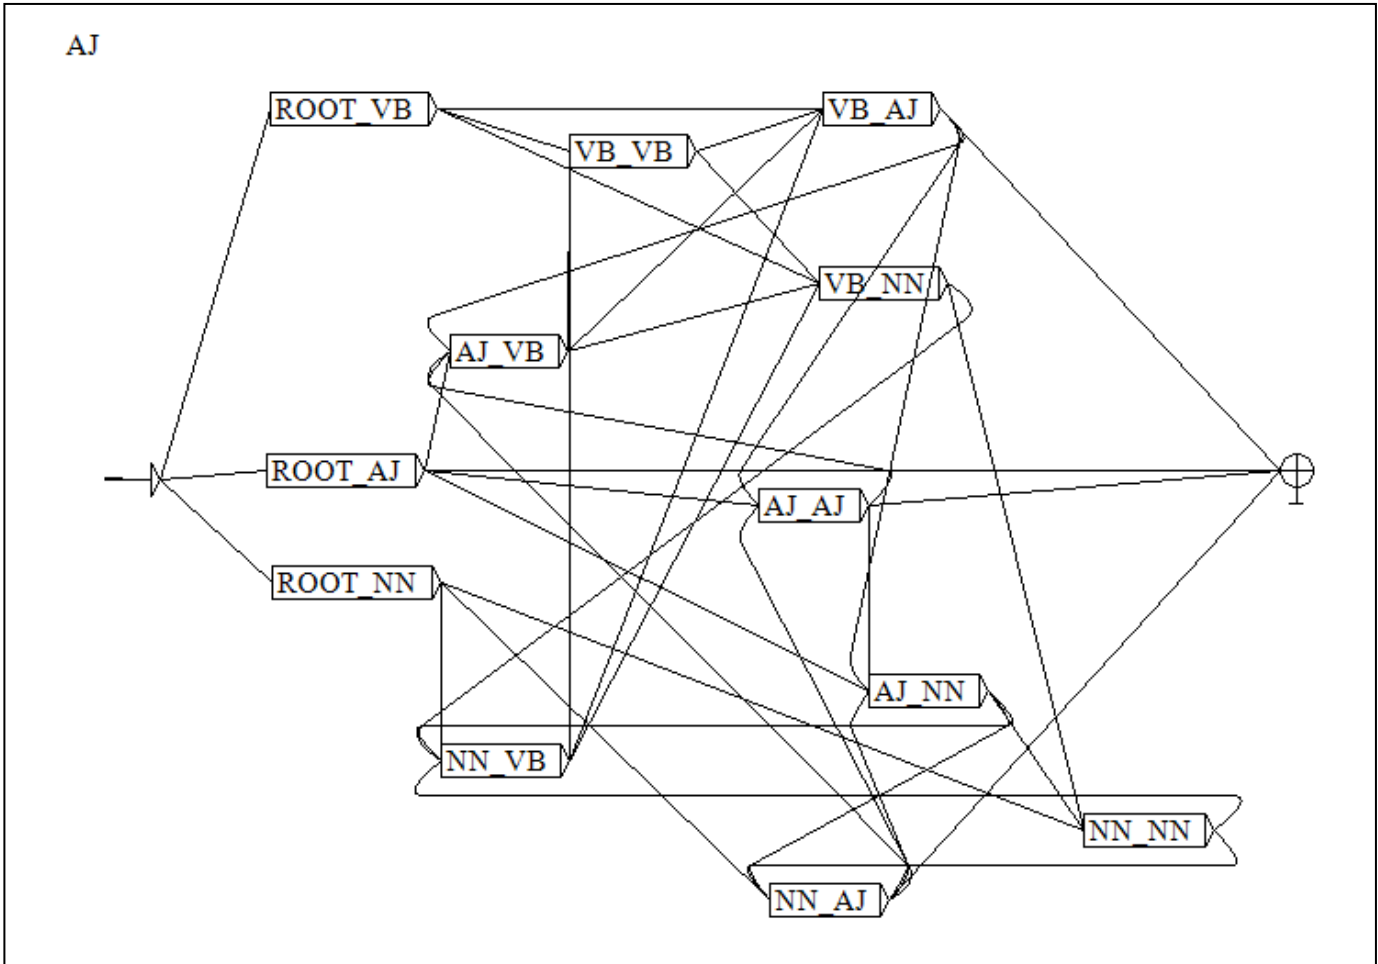 AJ
ROOT_VB
VB_AJ
VB_VB
VB_NN
AJ_VB
ROOT_AJ
AJ_AJ
ROOT_NN
AJ_NN
NN_VB
NN_NN
NN_AJ